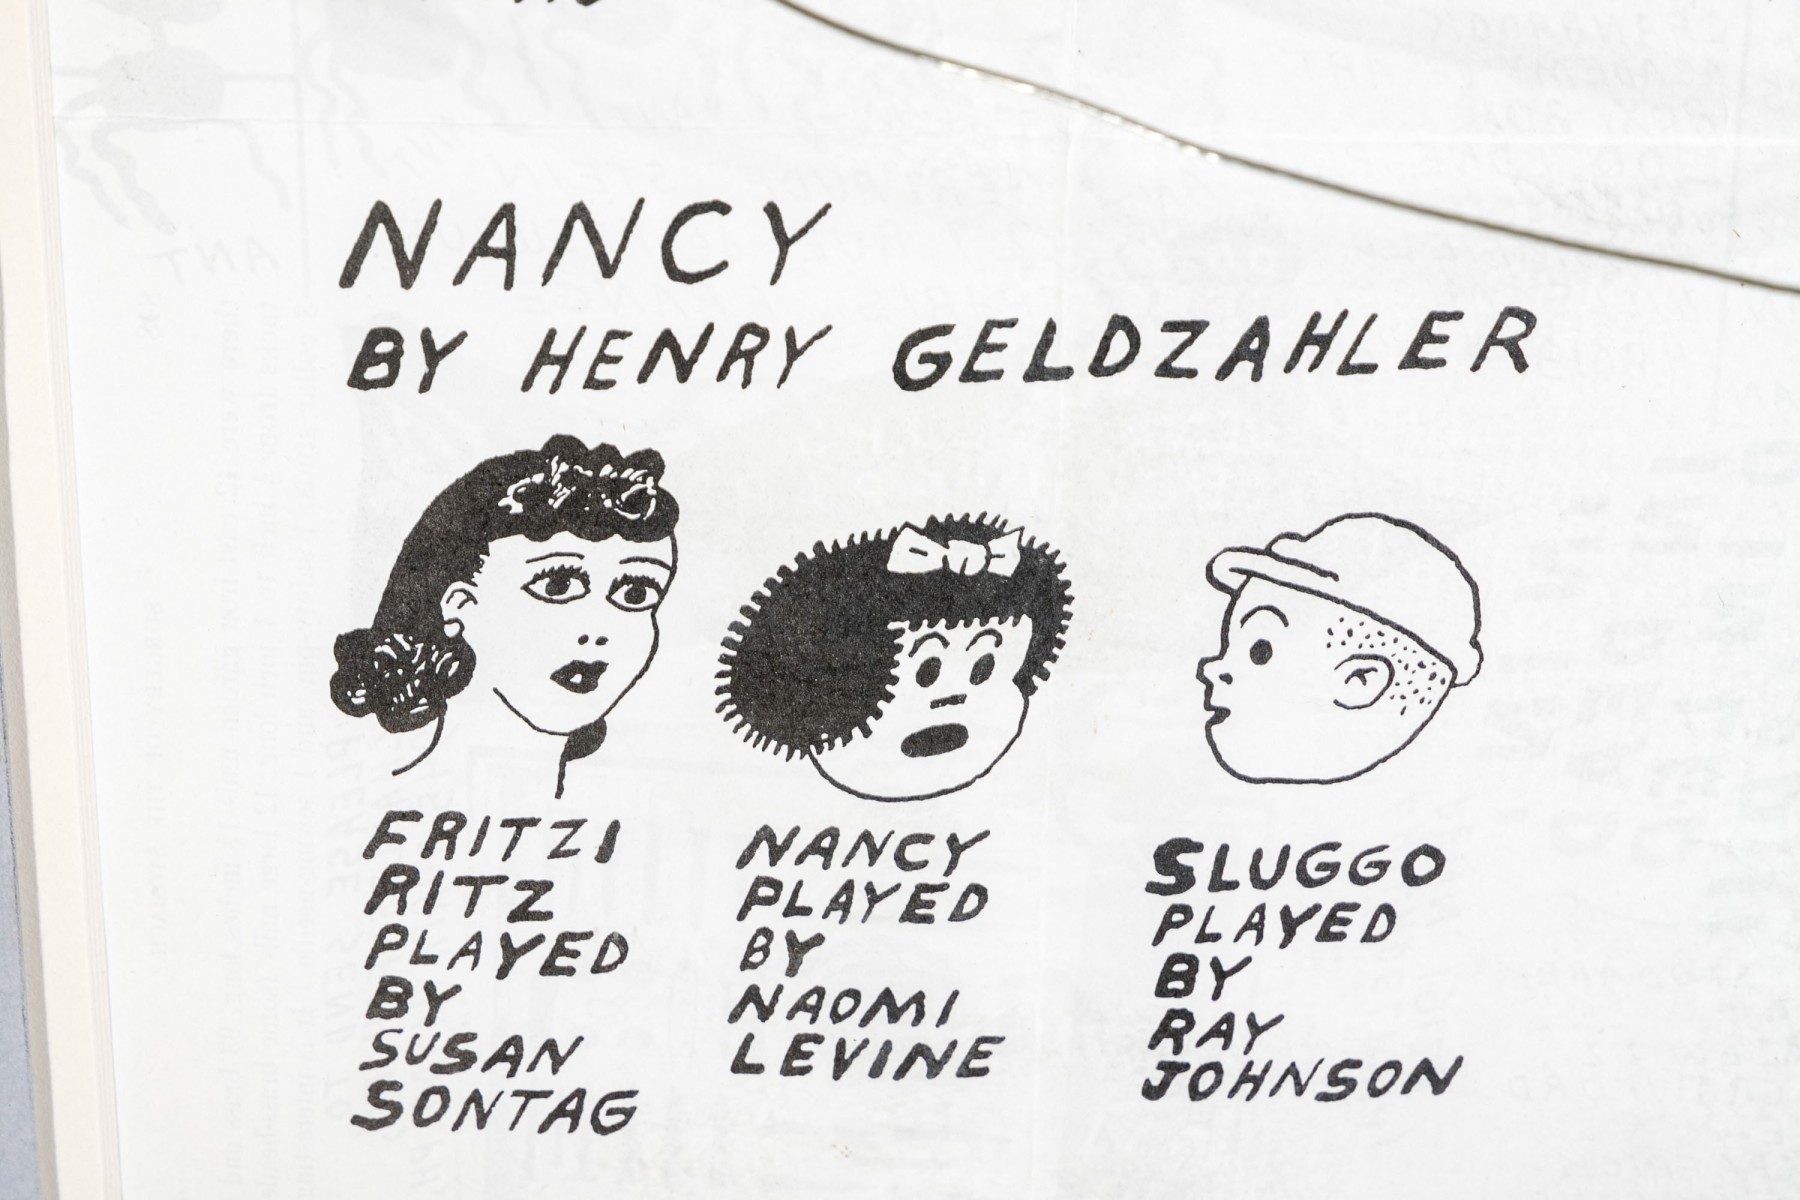 NANCY
BY HENRY GELDZAHLER
FRITZI
RITZ
PLAYED
BY
SUSAN
SONTAG
NANCY
PLAYED
BY
NAOMI
LEVINE
SLUGGO
PLAYED
BY
RAY
JOHNSON